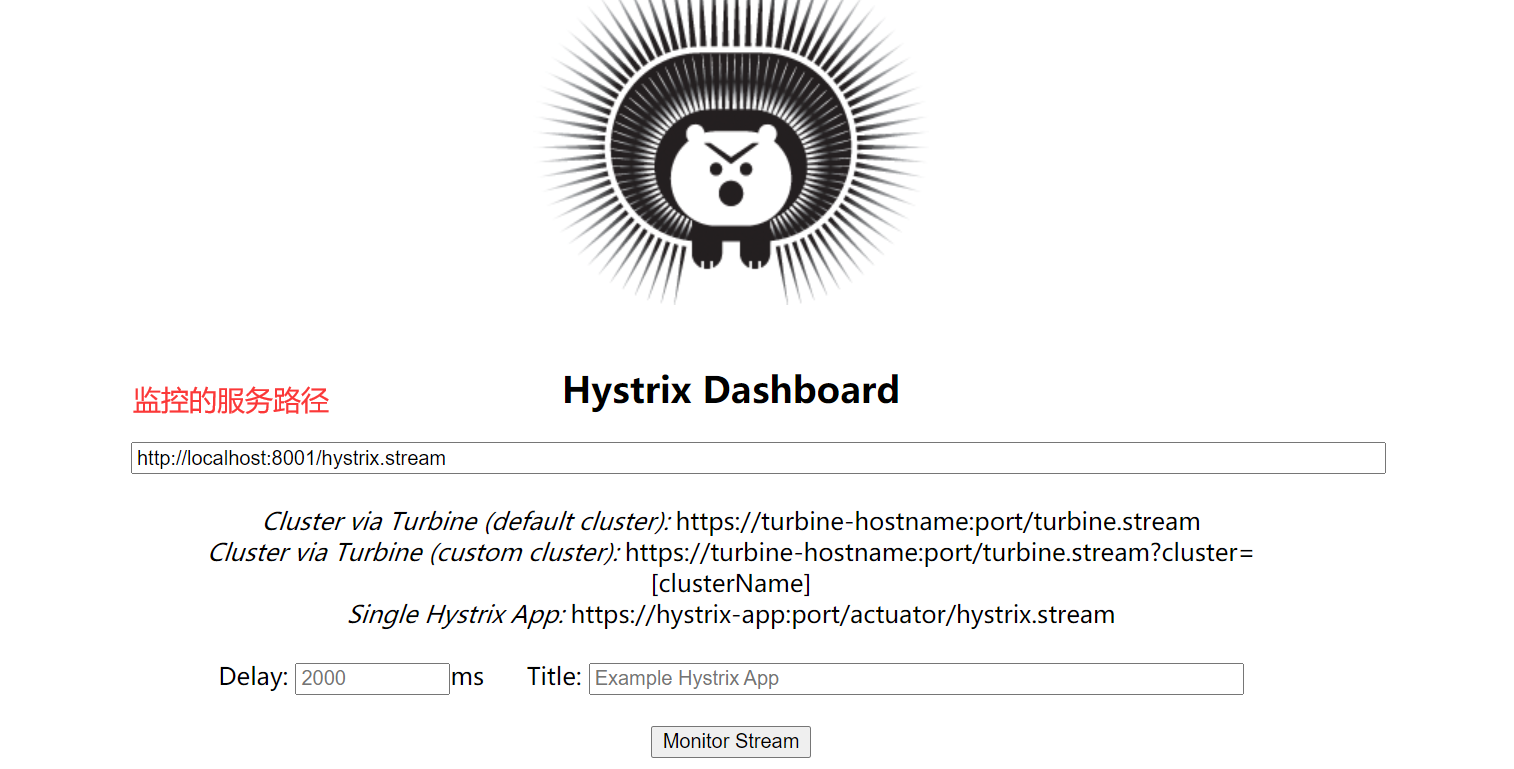 Hystrix Dashboard
监控的服务路径
http://localhost:8001/hystrix.stream
Cluster via Turbine (default cluster): https://turbine-hostname:port/turbine.stream
Cluster via Turbine (custom cluster): https://turbine-hostname:port/turbine.stream?cluster=
[clusterName]
Single Hystrix App: https://hystrix-app:port/actuator/hystrix.stream
Delay: 2000 ms Title: Example Hystrix App
Monitor Stream